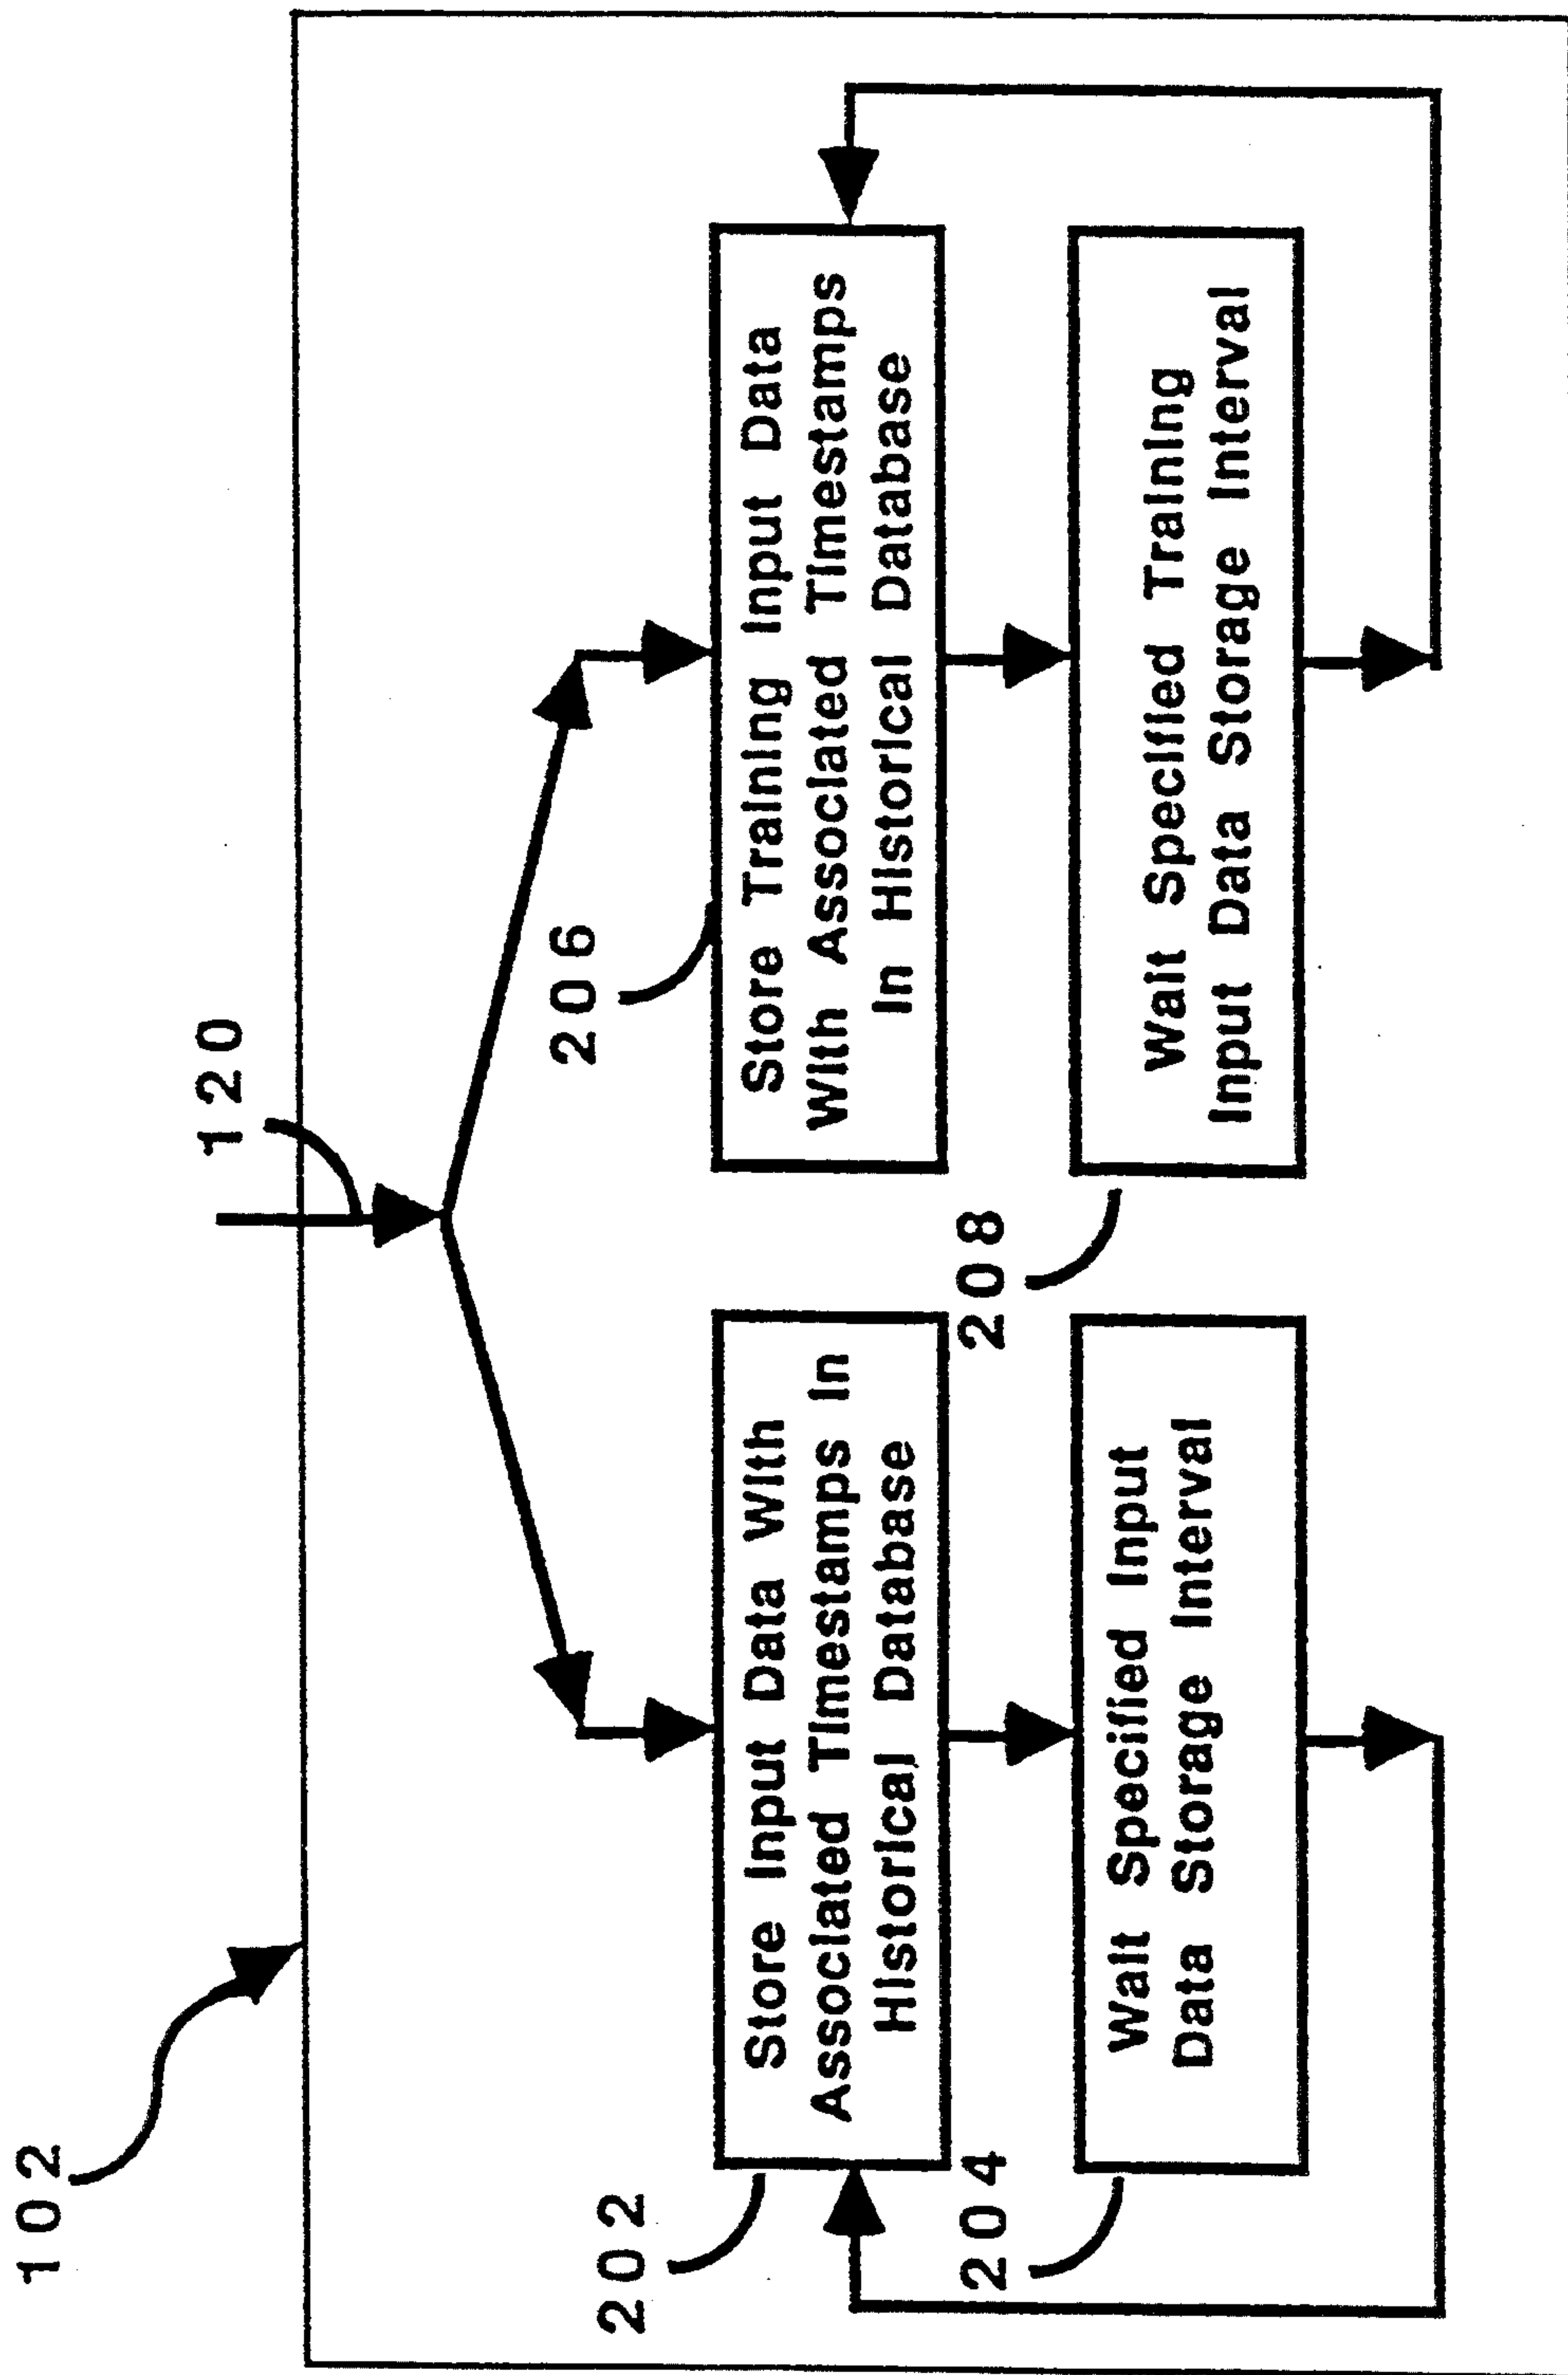 102
120
202
Store Input Data With
Associated Timestamps In
Historical Database
206
Store Training Input Data
With Associated Timestamps
In Historical Database
204
Wait Specified Input
Data Storage Interval
208
Wait Specified Training
Input Data Storage Interval